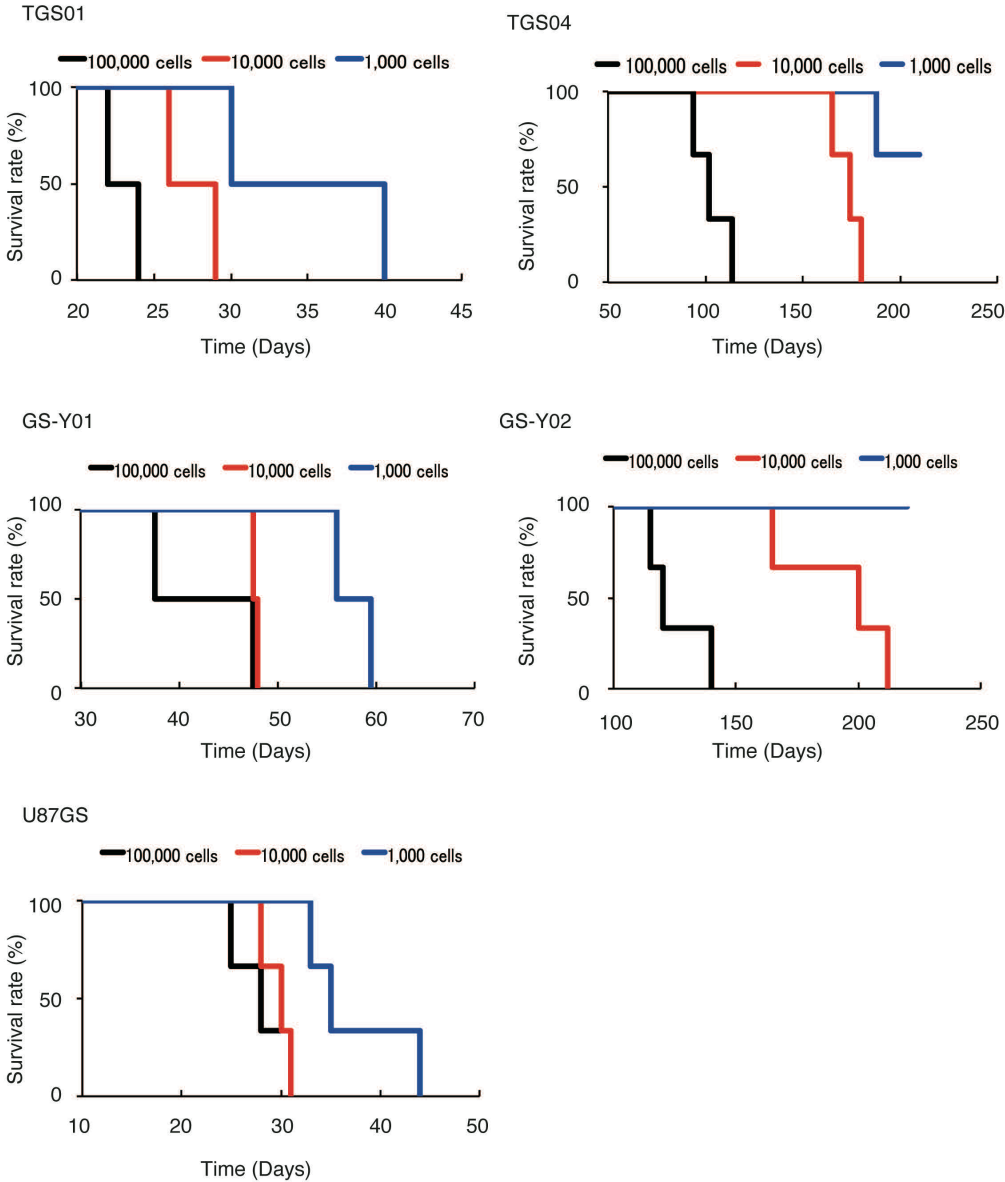 TGS01
100,000 cells 10,000 cells 1,000 cells
Survival rate (%)
100
50
0
20 25 30 35 40 45
Time (Days)
TGS04
100,000 cells 10,000 cells 1,000 cells
Survival rate (%)
100
50
0
50 100 150 200 250
Time (Days)
GS-Y01
100,000 cells 10,000 cells 1,000 cells
Survival rate (%)
100
50
0
30 40 50 60 70
Time (Days)
GS-Y02
100,000 cells 10,000 cells 1,000 cells
Survival rate (%)
100
50
0
100 150 200 250
Time (Days)
U87GS
100,000 cells 10,000 cells 1,000 cells
Survival rate (%)
100
50
0
10 20 30 40 50
Time (Days)